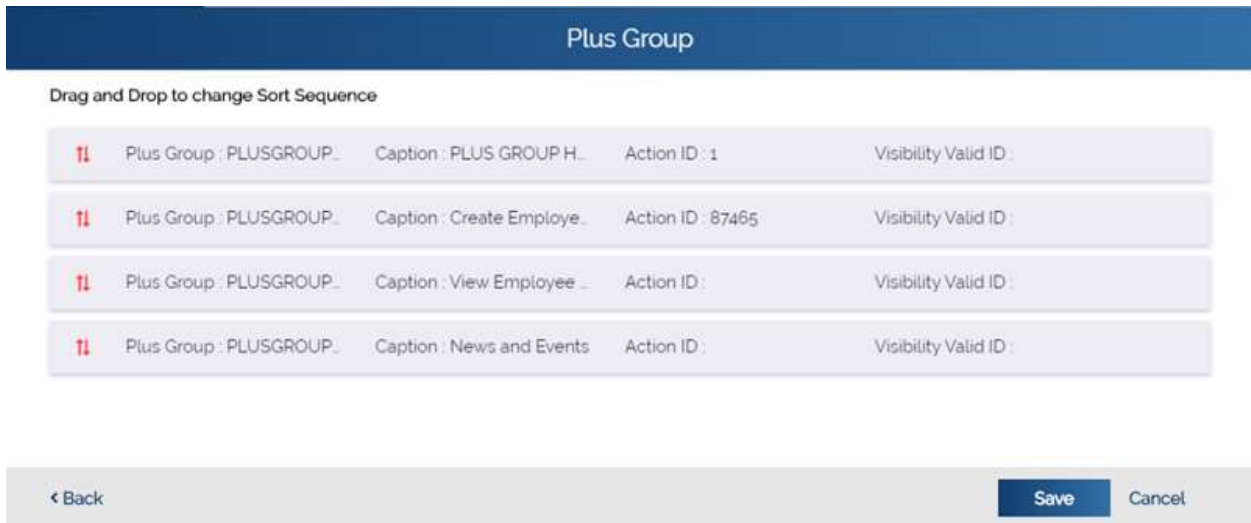 Plus Group
Drag and Drop to change Sort Sequence
Plus Group : PLUSGROUP... Caption : PLUS GROUP H... Action ID : 1 Visibility Valid ID :
Plus Group : PLUSGROUP... Caption : Create Employe... Action ID : 87465 Visibility Valid ID :
Plus Group : PLUSGROUP... Caption : View Employee ... Action ID : Visibility Valid ID :
Plus Group : PLUSGROUP... Caption : News and Events Action ID : Visibility Valid ID :
< Back Save Cancel